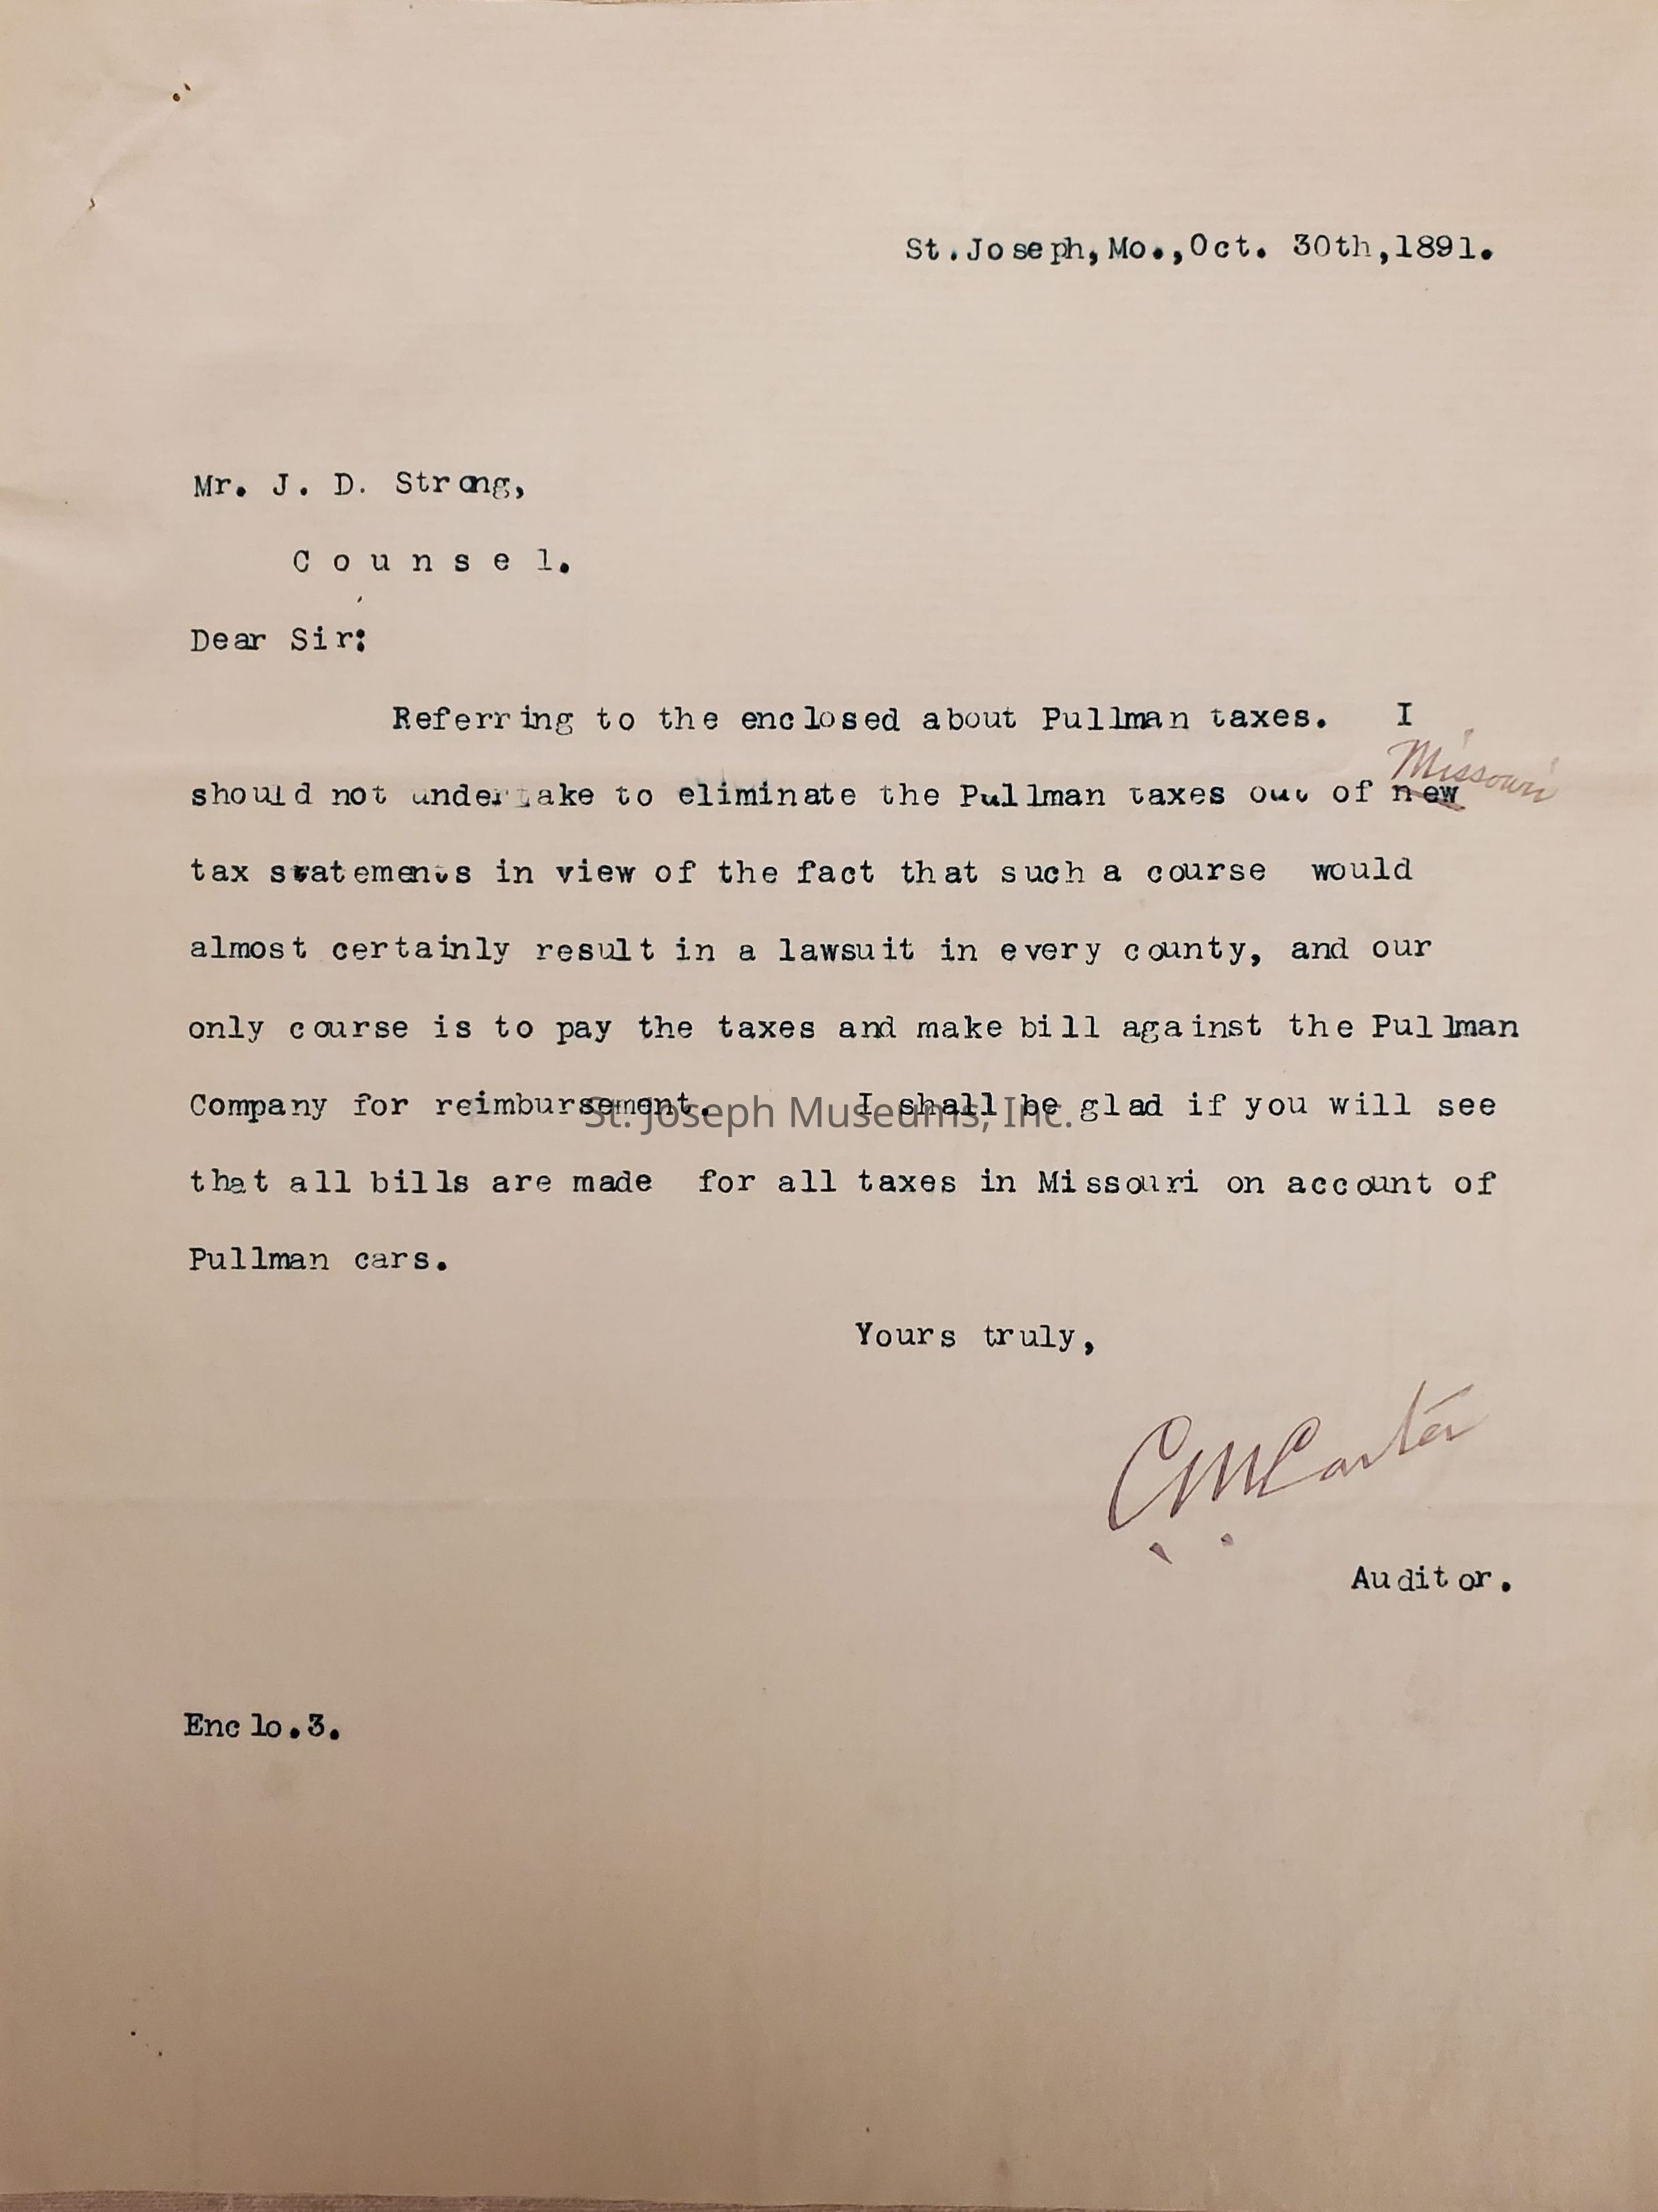 St. Joseph, Mo., Oct. 30th, 1891.
Mr. J. D. Strong,
C o u n s e l.
Dear Sir:
Referring to the enclosed about Pullman taxes. I
Missouri
should not undertake to eliminate the Pullman taxes out of new
tax statements in view of the fact that such a course would
almost certainly result in a lawsuit in every county, and our
only course is to pay the taxes and make bill against the Pullman
Company for reimbursement. I shall be glad if you will see
St. Joseph Museums, Inc.
that all bills are made for all taxes in Missouri on account of
Pullman cars.
Yours truly,
C M Carter
Auditor.
Enclo.3.